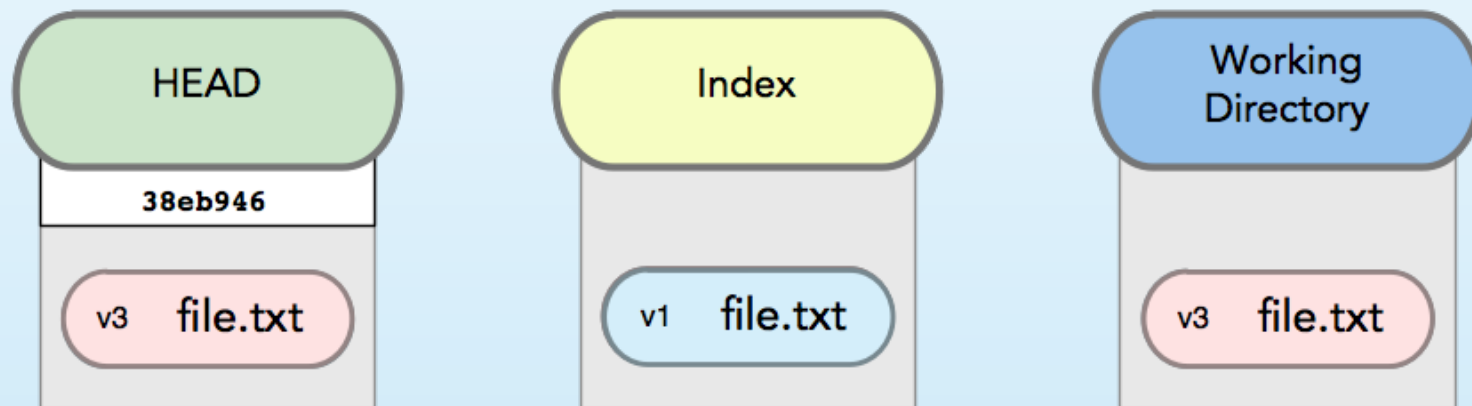 HEAD
Index
Working
Directory
38eb946
v3 file.txt
v1 file.txt
v3 file.txt